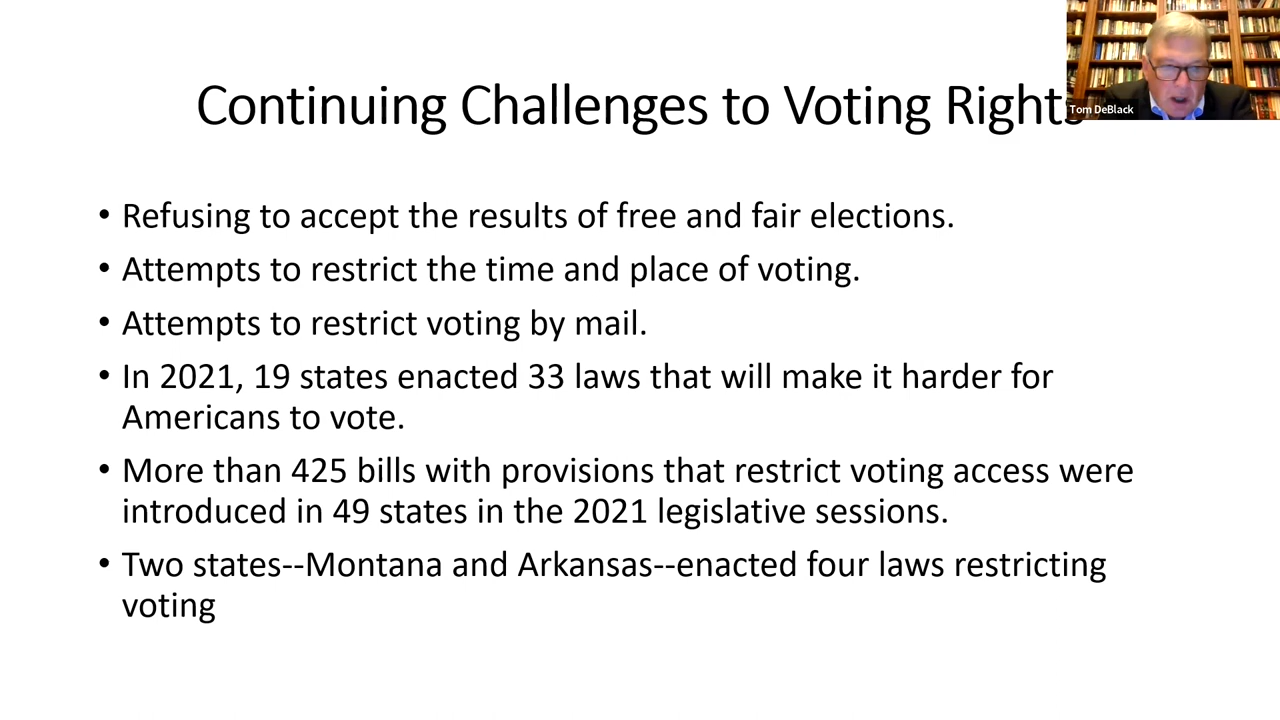 Continuing Challenges to Voting Rights
Tom DeBlack
• Refusing to accept the results of free and fair elections.
• Attempts to restrict the time and place of voting.
• Attempts to restrict voting by mail.
• In 2021, 19 states enacted 33 laws that will make it harder for
Americans to vote.
• More than 425 bills with provisions that restrict voting access were
introduced in 49 states in the 2021 legislative sessions.
• Two states--Montana and Arkansas--enacted four laws restricting
voting